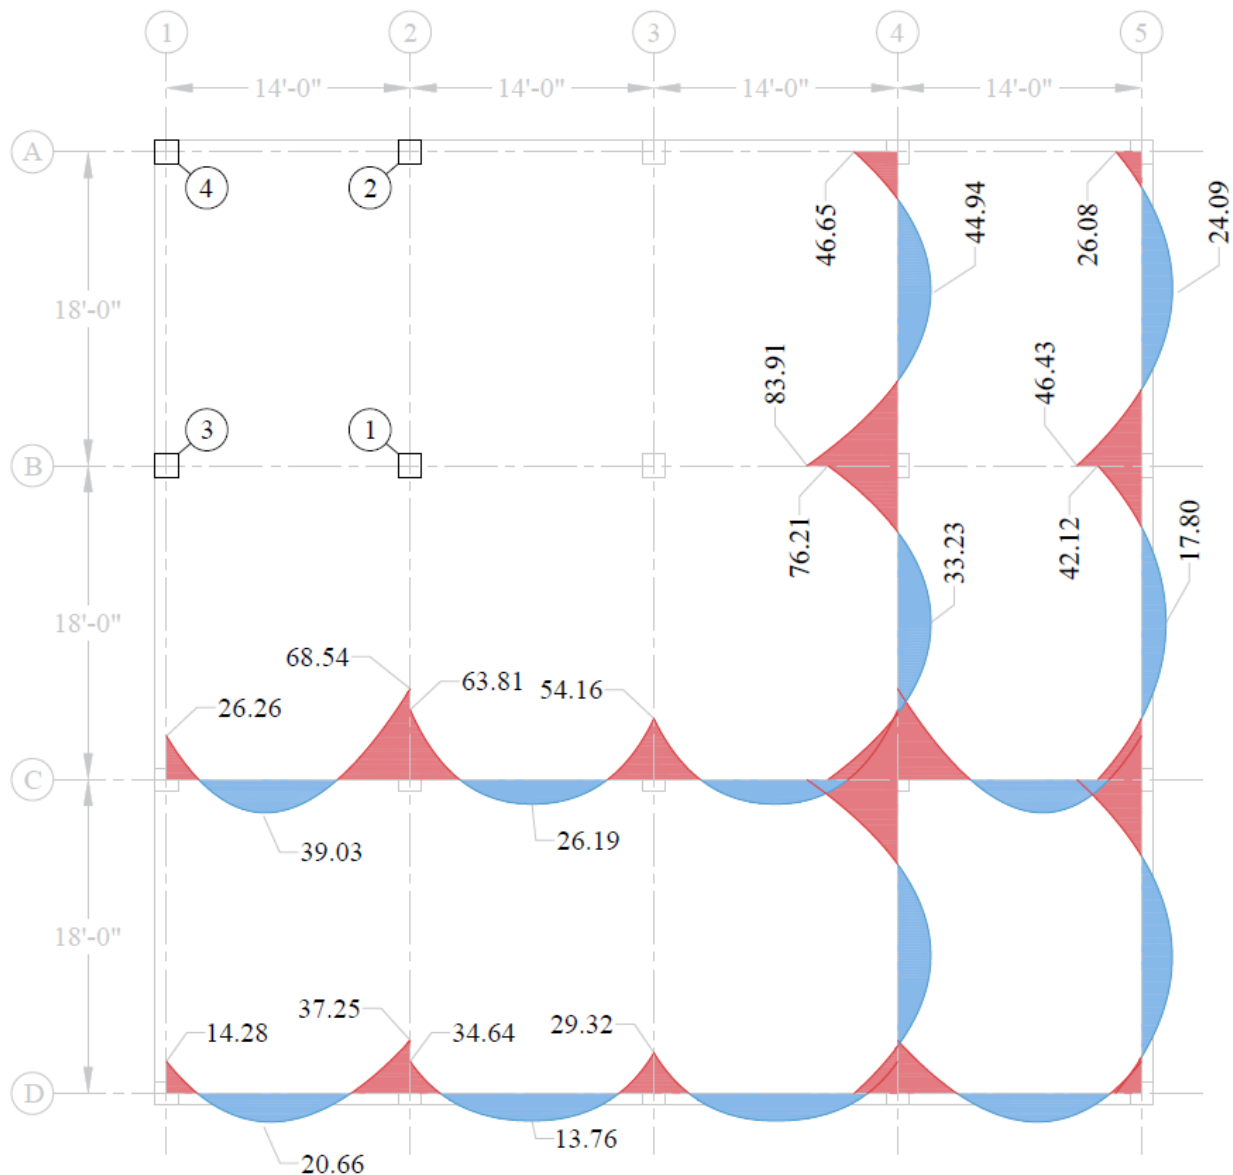 1 2 3 4 5
14'-0" 14'-0" 14'-0" 14'-0"
A
4 2
46.65 44.94 26.08 24.09
18'-0"
83.91 46.43
3 1
B
76.21 33.23 42.12 17.80
18'-0"
68.54 63.81 54.16
26.26
C
39.03 26.19
18'-0"
37.25 34.64 29.32
14.28
D
20.66 13.76